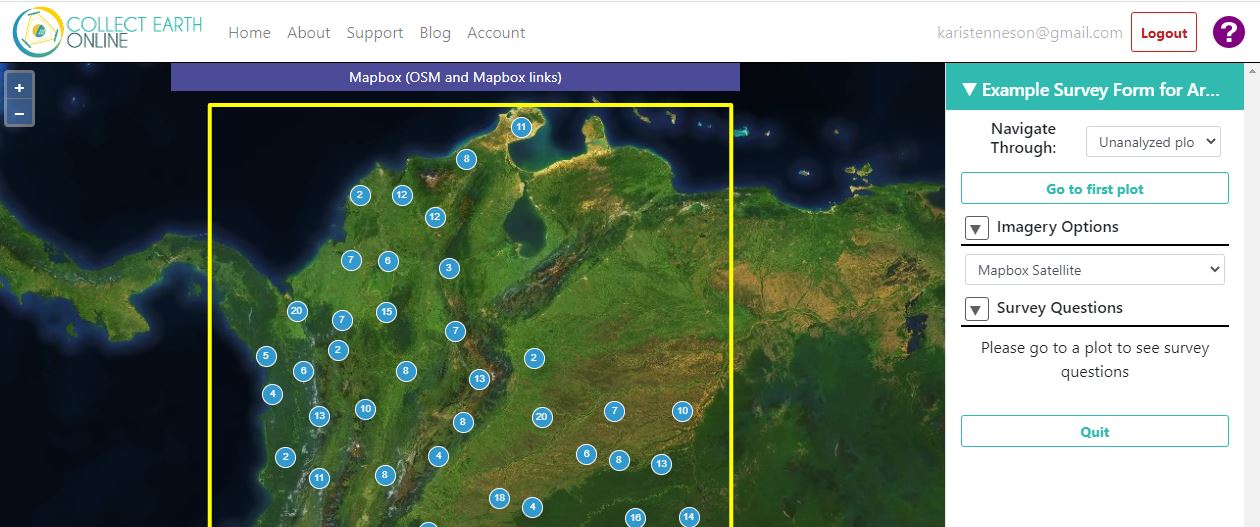 COLLECT EARTH
ONLINE
Home About Support Blog Account
karistenneson@gmail.com
Logout
?
Mapbox (OSM and Mapbox links)
+
−
11
8
2
12
12
7
6
3
20
7
15
7
5
2
6
8
13
2
4
13
10
8
20
7
10
2
4
6
8
13
11
8
18
4
16
14
▼ Example Survey Form for Ar...
Navigate
Through:
Unanalyzed plo
Go to first plot
▼ Imagery Options
Mapbox Satellite
▼ Survey Questions
Please go to a plot to see survey
questions
Quit